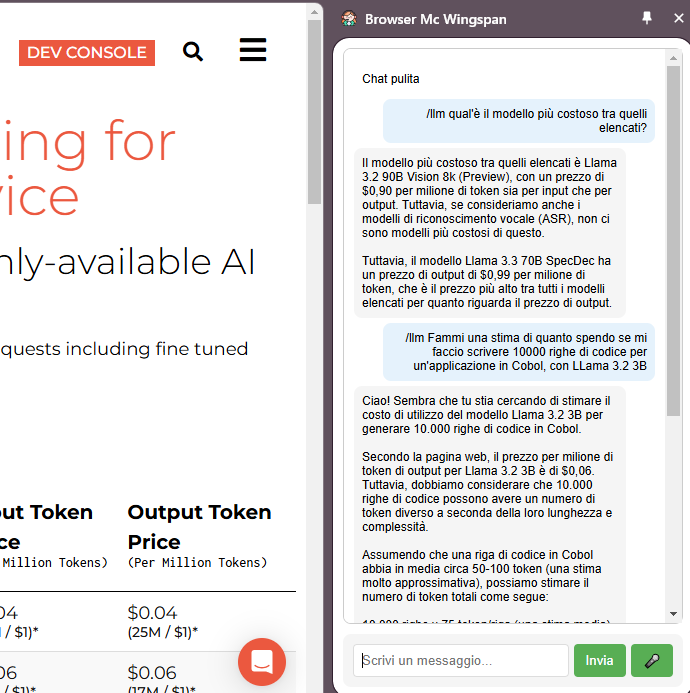 DEV CONSOLE
ing for
vice
nly-available AI
quests including fine tuned
ut Token
ce
Million Tokens)
Output Token
Price
(Per Million Tokens)
04
/ $1)*
$0.04
(25M / $1)*
06
/ $1)*
$0.06
(17M / $1)*
Browser Mc Wingspan
Chat pulita
/llm qual'è il modello più costoso tra quelli
elencati?
Il modello più costoso tra quelli elencati è Llama
3.2 90B Vision 8k (Preview), con un prezzo di
$0,90 per milione di token sia per input che per
output. Tuttavia, se consideriamo anche i
modelli di riconoscimento vocale (ASR), non ci
sono modelli più costosi di questo.
Tuttavia, il modello Llama 3.3 70B SpecDec ha
un prezzo di output di $0,99 per milione di
token, che è il prezzo più alto tra tutti i modelli
elencati per quanto riguarda il prezzo di output.
/llm Fammi una stima di quanto spendo se mi
faccio scrivere 10000 righe di codice per
un'applicazione in Cobol, con LLama 3.2 3B
Ciao! Sembra che tu stia cercando di stimare il
costo di utilizzo del modello Llama 3.2 3B per
generare 10.000 righe di codice in Cobol.
Secondo la pagina web, il prezzo per milione di
token di output per Llama 3.2 3B è di $0,06.
Tuttavia, dobbiamo considerare che 10.000
righe di codice possono avere un numero di
token diverso a seconda della loro lunghezza e
complessità.
Assumendo che una riga di codice in Cobol
abbia in media circa 50-100 token (una stima
molto approssimativa), possiamo stimare il
numero di token totali come segue:
10.000 righe x 75 token/riga (una stima media)
Scrivi un messaggio...
Invia